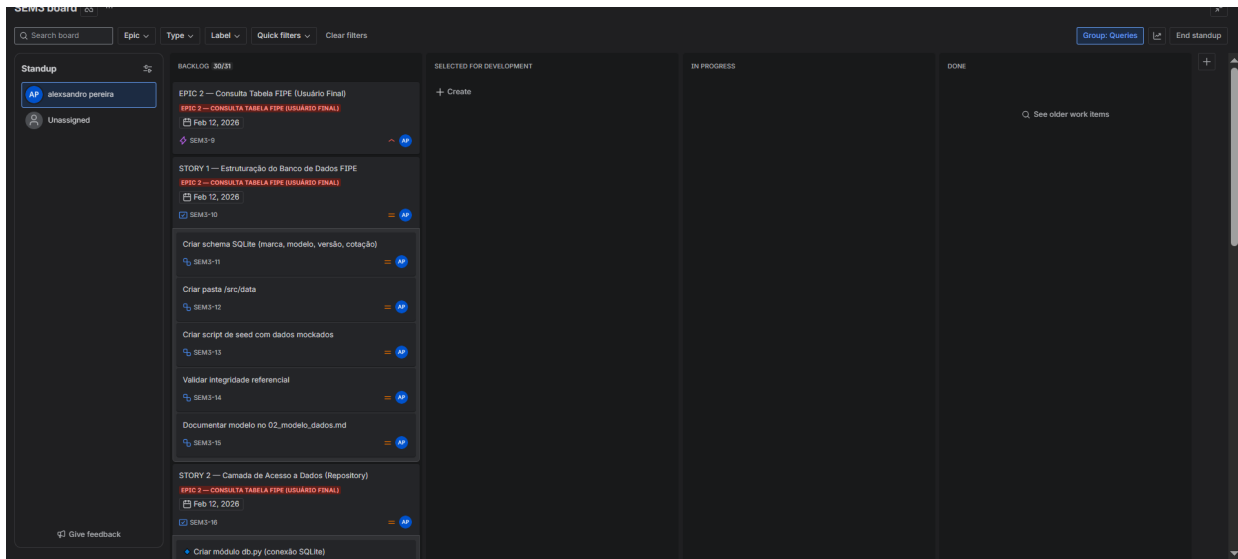 SEM3 board
Search board
Epic
Type
Label
Quick filters
Clear filters
Group: Queries
End standup
Standup
AP alexsandro pereira
Unassigned
Give feedback
BACKLOG 30/31
EPIC 2 — Consulta Tabela FIPE (Usuário Final)
EPIC 2 — CONSULTA TABELA FIPE (USUÁRIO FINAL)
Feb 12, 2026
SEM3-9 AP
STORY 1 — Estruturação do Banco de Dados FIPE
EPIC 2 — CONSULTA TABELA FIPE (USUÁRIO FINAL)
Feb 12, 2026
SEM3-10 AP
Criar schema SQLite (marca, modelo, versão, cotação)
SEM3-11 AP
Criar pasta /src/data
SEM3-12 AP
Criar script de seed com dados mockados
SEM3-13 AP
Validar integridade referencial
SEM3-14 AP
Documentar modelo no 02_modelo_dados.md
SEM3-15 AP
STORY 2 — Camada de Acesso a Dados (Repository)
EPIC 2 — CONSULTA TABELA FIPE (USUÁRIO FINAL)
Feb 12, 2026
SEM3-16 AP
Criar módulo db.py (conexão SQLite)
SELECTED FOR DEVELOPMENT
+ Create
IN PROGRESS
DONE
See older work items